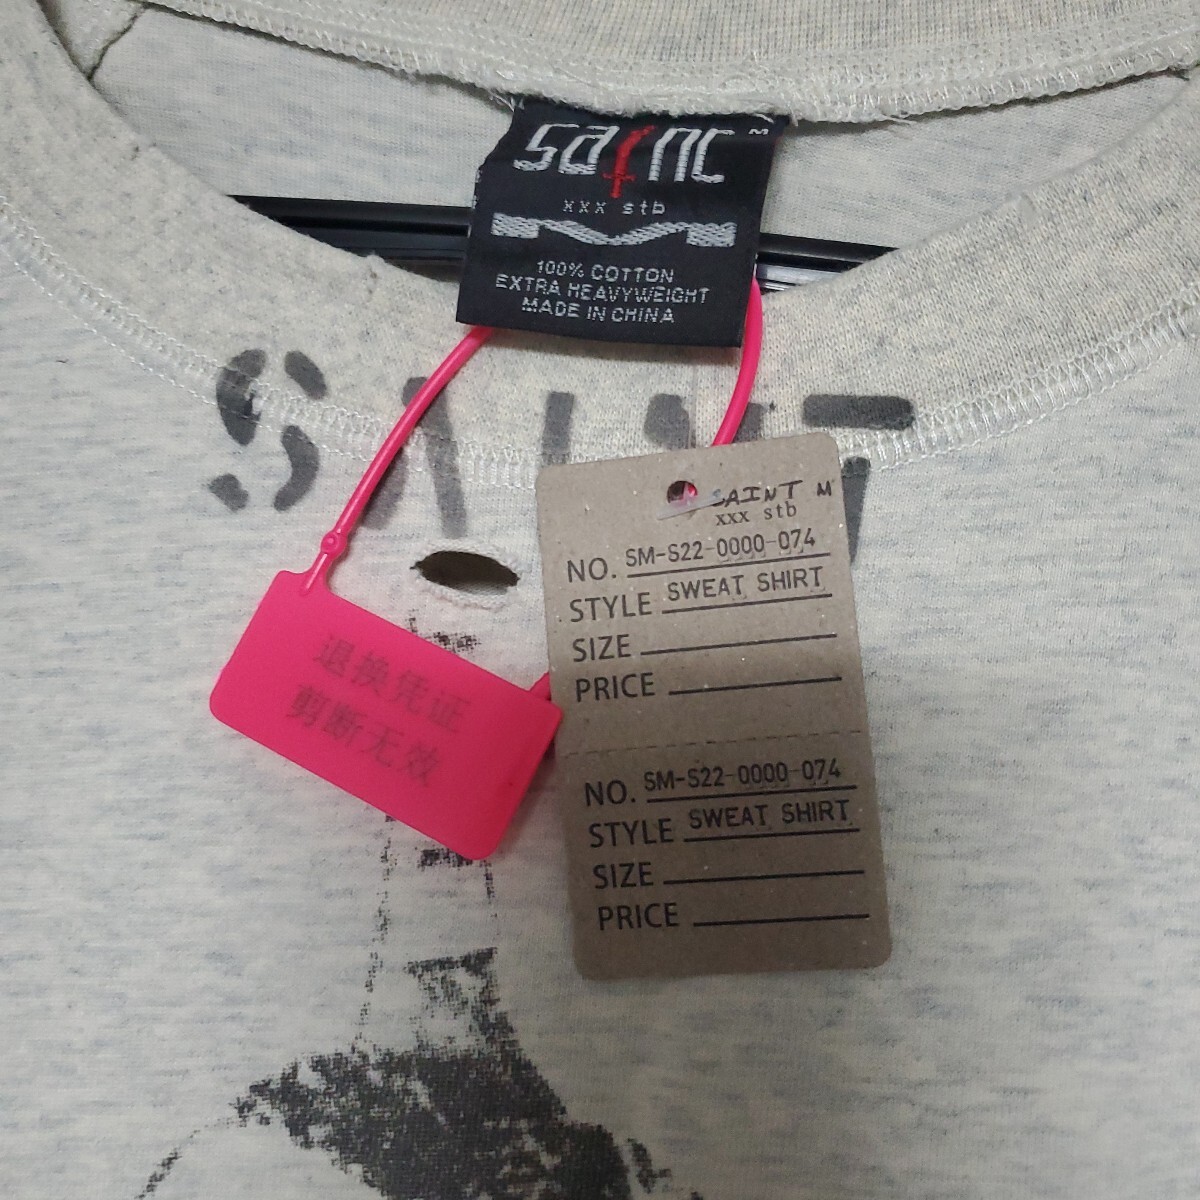 saint M
xxx stb
100% COTTON
EXTRA HEAVYWEIGHT
MADE IN CHINA
SAINT
退换凭证
剪断无效
SAINT M
xxx stb
NO. SM-S22-0000-074
STYLE SWEAT SHIRT
SIZE
PRICE
NO. SM-S22-0000-074
STYLE SWEAT SHIRT
SIZE
PRICE